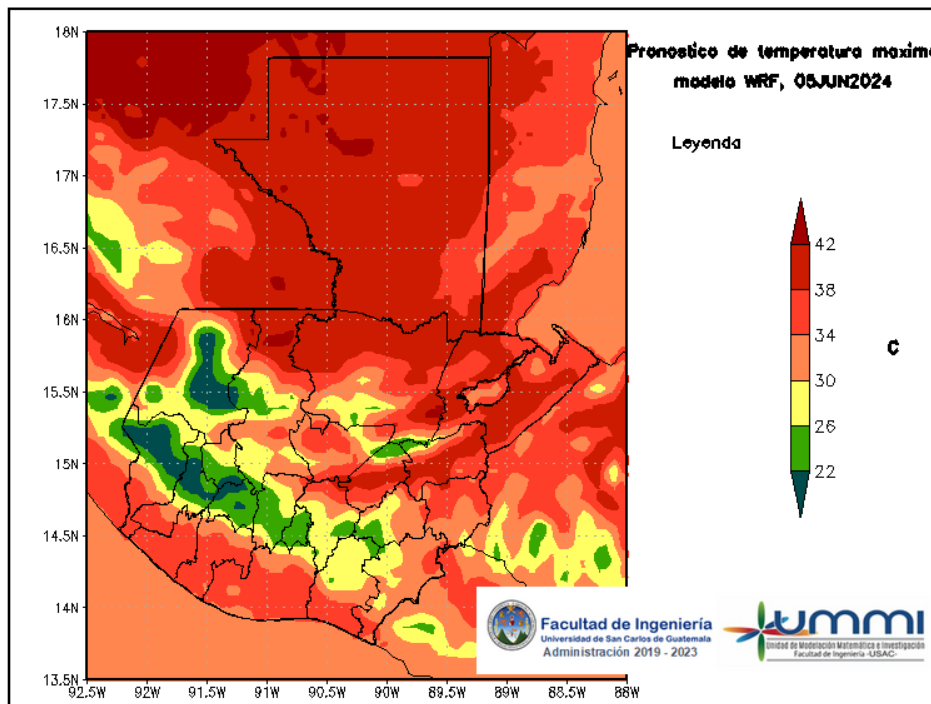 Pronostico de temperatura maxima
modelo WRF, 05JUN2024
Leyenda
42
38
34
30
26
22
C
18N
17.5N
17N
16.5N
16N
15.5N
15N
14.5N
14N
13.5N
92.5W
92W
91.5W
91W
90.5W
90W
89.5W
89W
88.5W
88W
Facultad de Ingeniería
Universidad de San Carlos de Guatemala
Administración 2019 - 2023
UMMI
Unidad de Modelación Matemática e Investigación
Facultad de Ingeniería -USAC-